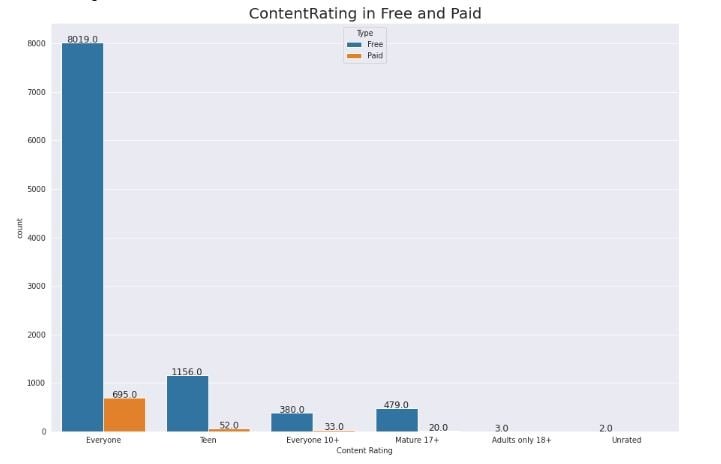 ContentRating in Free and Paid
Type
Free
Paid
8000
7000
6000
5000
4000
3000
2000
1000
0
count
8019.0
695.0
1156.0
52.0
380.0
33.0
479.0
20.0
3.0
2.0
Everyone
Teen
Everyone 10+
Mature 17+
Adults only 18+
Unrated
Content Rating